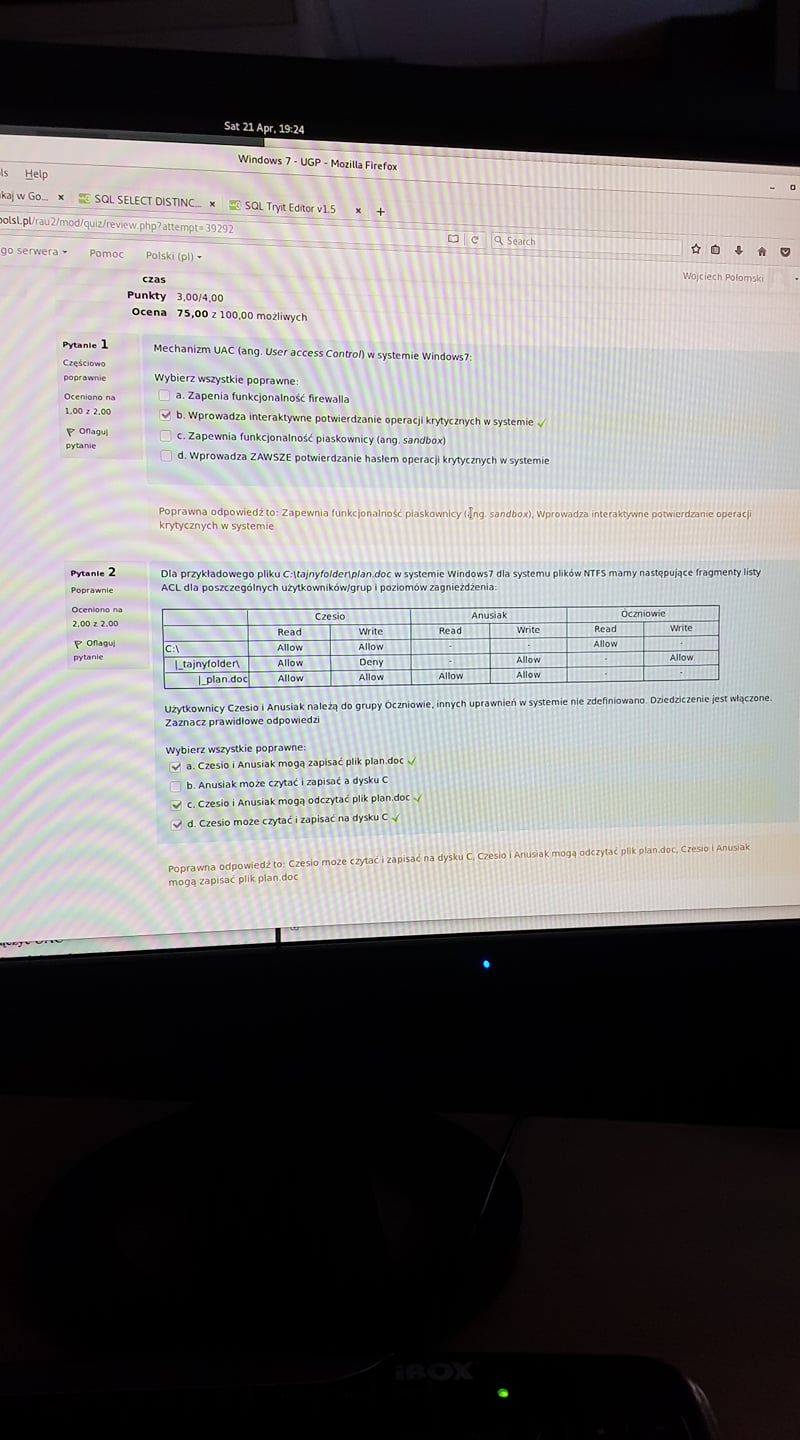 Sat 21 Apr, 19:24
Windows 7 - UGP - Mozilla Firefox
ls Help
kaj w Go... × SQL SELECT DISTINC... × SQL Tryit Editor v1.5 × +
polsl.pl/rau2/mod/quiz/review.php?attempt=39292
Search
go serwera Pomoc Polski (pl)
Wojciech Połomski
czas
Punkty 3,00/4,00
Ocena 75,00 z 100,00 możliwych
Pytanie 1
Częściowo
poprawnie
Oceniono na
1,00 z 2,00
Oflaguj
pytanie
Mechanizm UAC (ang. User access Control) w systemie Windows7:
Wybierz wszystkie poprawne:
a. Zapenia funkcjonalność firewalla
b. Wprowadza interaktywne potwierdzanie operacji krytycznych w systemie
c. Zapewnia funkcjonalność piaskownicy (ang. sandbox)
d. Wprowadza ZAWSZE potwierdzanie hasłem operacji krytycznych w systemie
Poprawna odpowiedź to: Zapewnia funkcjonalność piaskownicy (ang. sandbox), Wprowadza interaktywne potwierdzanie operacji
krytycznych w systemie
Pytanie 2
Poprawnie
Oceniono na
2,00 z 2,00
Oflaguj
pytanie
Dla przykładowego pliku C:\tajnyfolder\plan.doc w systemie Windows7 dla systemu plików NTFS mamy następujące fragmenty listy
ACL dla poszczególnych użytkowników/grup i poziomów zagnieżdżenia:
Czesio Anusiak Oczniowie
Read Write Read Write Read Write
C:\ Allow Allow - - Allow -
|_tajnyfolder\ Allow Deny - Allow - Allow
|_plan.doc Allow Allow Allow Allow - -
Użytkownicy Czesio i Anusiak należą do grupy Oczniowie, innych uprawnień w systemie nie zdefiniowano. Dziedziczenie jest włączone.
Zaznacz prawidłowe odpowiedzi
Wybierz wszystkie poprawne:
a. Czesio i Anusiak mogą zapisać plik plan.doc
b. Anusiak może czytać i zapisać a dysku C
c. Czesio i Anusiak mogą odczytać plik plan.doc
d. Czesio może czytać i zapisać na dysku C
Poprawna odpowiedź to: Czesio może czytać i zapisać na dysku C, Czesio i Anusiak mogą odczytać plik plan.doc, Czesio i Anusiak
mogą zapisać plik plan.doc
iBOX